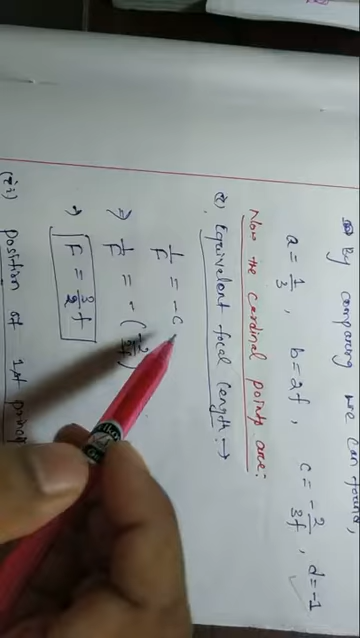 By comparing we can found,
a = 1/3 , b = 2f , c = -2/3f , d = -1
Now the cardinal points are:
(i) Equivalent focal length →
1/F = -c
⇒ 1/F = -(-2/3f)
⇒ F = 3/2 f
(ii) position of 1st